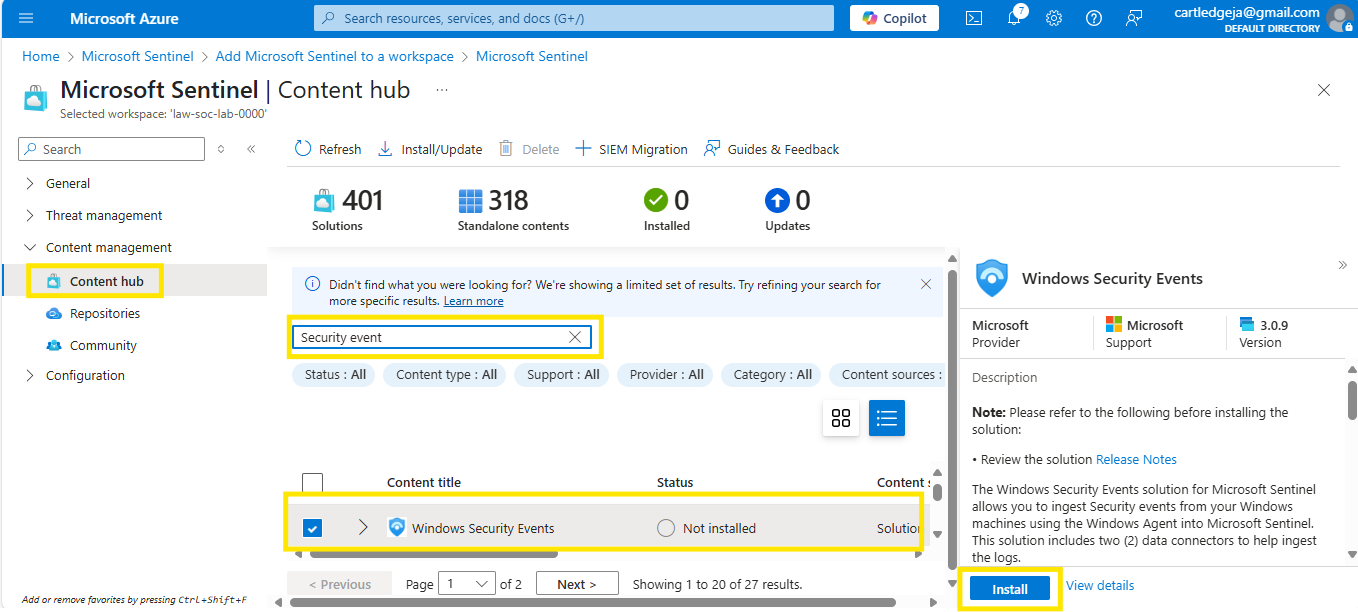 Microsoft Azure
Search resources, services, and docs (G+/)
Copilot
7
cartledgeja@gmail.com
DEFAULT DIRECTORY
Home > Microsoft Sentinel > Add Microsoft Sentinel to a workspace > Microsoft Sentinel
Microsoft Sentinel | Content hub ...
Selected workspace: 'law-soc-lab-0000'
Search
General
Threat management
Content management
Content hub
Repositories
Community
Configuration
Add or remove favorites by pressing Ctrl+Shift+F
Refresh Install/Update Delete SIEM Migration Guides & Feedback
401 318 0 0
Solutions Standalone contents Installed Updates
Didn't find what you were looking for? We're showing a limited set of results. Try refining your search for
more specific results. Learn more
Security event
Status : All Content type : All Support : All Provider : All Category : All Content sources :
Content title Status Content s
Windows Security Events Not installed Solution
< Previous Page 1 of 2 Next > Showing 1 to 20 of 27 results.
Windows Security Events
Microsoft Microsoft 3.0.9
Provider Support Version
Description
Note: Please refer to the following before installing the
solution:
• Review the solution Release Notes
The Windows Security Events solution for Microsoft Sentinel
allows you to ingest Security events from your Windows
machines using the Windows Agent into Microsoft Sentinel.
This solution includes two (2) data connectors to help ingest
the logs.
Install View details